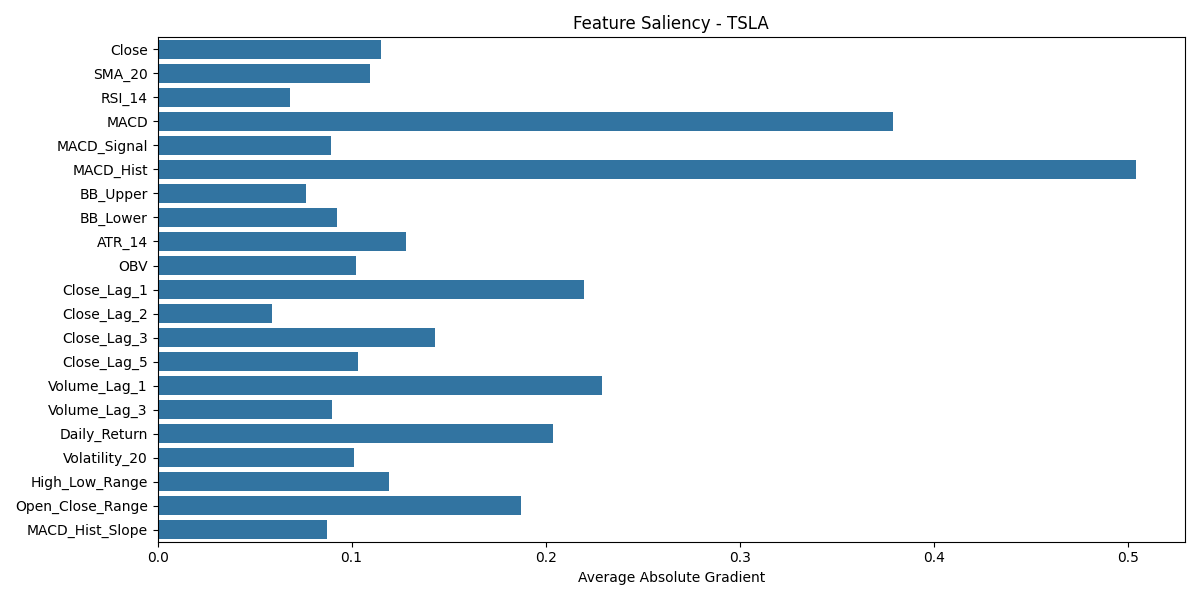 Feature Saliency - TSLA
Close
SMA_20
RSI_14
MACD
MACD_Signal
MACD_Hist
BB_Upper
BB_Lower
ATR_14
OBV
Close_Lag_1
Close_Lag_2
Close_Lag_3
Close_Lag_5
Volume_Lag_1
Volume_Lag_3
Daily_Return
Volatility_20
High_Low_Range
Open_Close_Range
MACD_Hist_Slope
0.0 0.1 0.2 0.3 0.4 0.5
Average Absolute Gradient